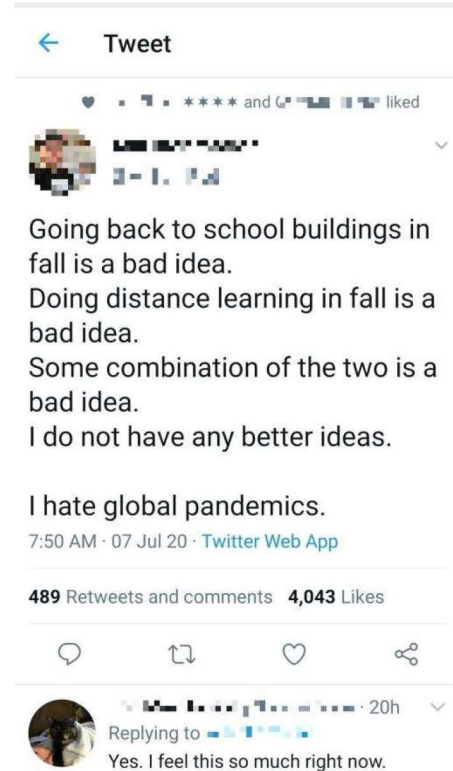 Tweet
**** and liked
Going back to school buildings in
fall is a bad idea.
Doing distance learning in fall is a
bad idea.
Some combination of the two is a
bad idea.
I do not have any better ideas.
I hate global pandemics.
7:50 AM · 07 Jul 20 · Twitter Web App
489 Retweets and comments 4,043 Likes
· 20h
Replying to
Yes. I feel this so much right now.